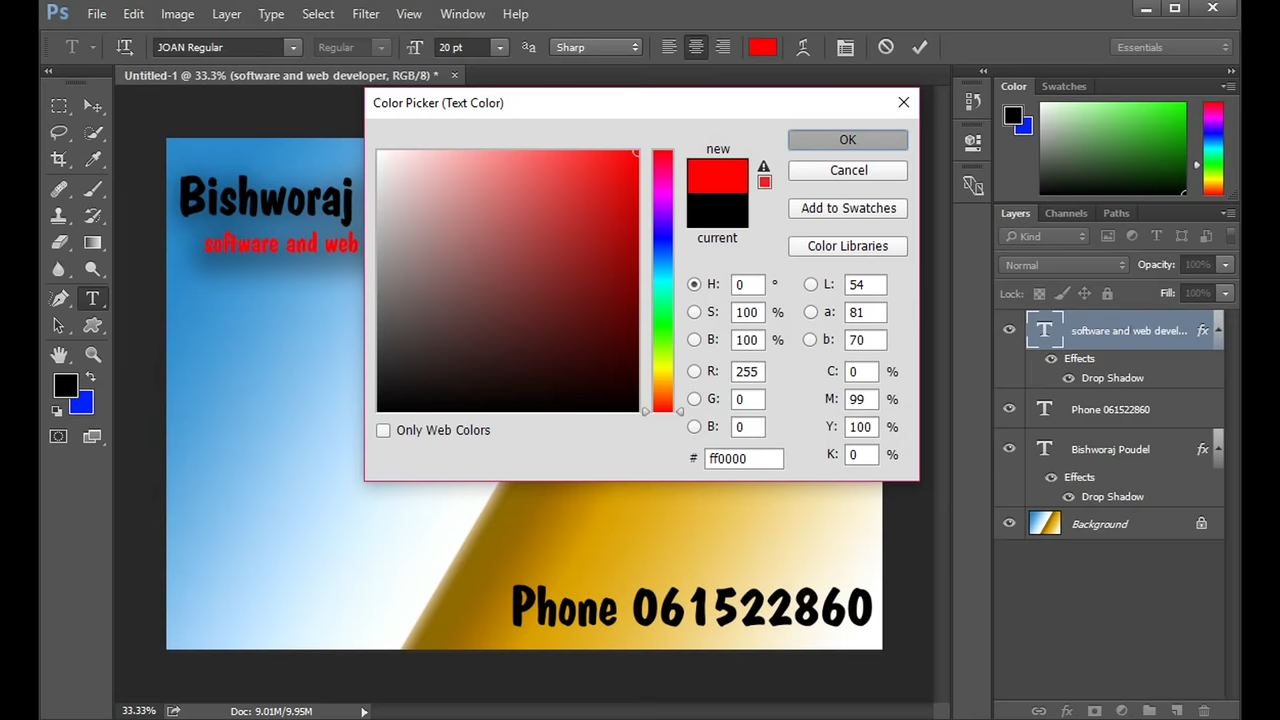 Ps File Edit Image Layer Type Select Filter View Window Help
T JOAN Regular Regular 20 pt Sharp Essentials
Untitled-1 @ 33.3% (software and web developer, RGB/8) *
Color Picker (Text Color)
new
current
OK
Cancel
Add to Swatches
Color Libraries
H: 0 °
S: 100 %
B: 100 %
R: 255
G: 0
B: 0
# ff0000
L: 54
a: 81
b: 70
C: 0 %
M: 99 %
Y: 100 %
K: 0 %
Only Web Colors
Bishworaj
software and web
Phone 061522860
Color Swatches
Layers Channels Paths
Kind
Normal Opacity: 100%
Lock: Fill: 100%
software and web devel... fx
Effects
Drop Shadow
Phone 061522860
Bishworaj Poudel fx
Effects
Drop Shadow
Background
33.33% Doc: 9.01M/9.95M